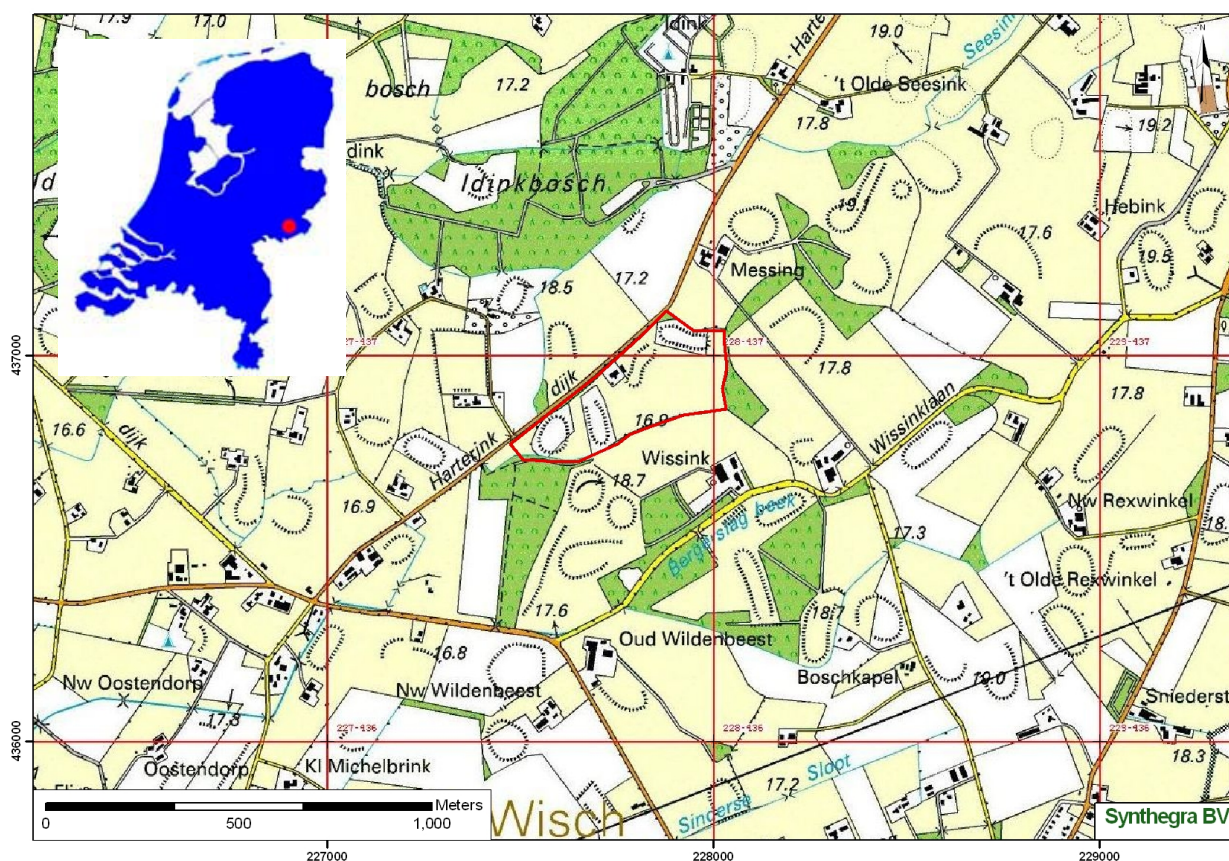 17.9
17.0
Idink
Harte
19.0
N
Seesin
bosch
17.2
't Olde Seesink
17.8
19.2
dink
Idinkbosch
19.1
Hebink
17.6
17.2
Messing
19.5
18.5
437000
227-437
228-437
229-437
17.8
17.8
dijk
16.6
dijk
16.9
Wissinklaan
Harterink
Wissink
18.7
Nw Rexwinkel
16.9
Bergerslag beek
17.3
18.
't Olde Rexwinkel
17.6
18.7
Oud Wildenbeest
16.8
Boschkapel
19.0
Nw Oostendorp
Nw Wildenbeest
Sniederst
17.3
436000
227-436
228-436
229-436
18.3
Oostendorp
Kl Michelbrink
17.2
Sloot
Sinderse
Wisch
Meters
0 500 1,000
Synthegra BV
227000 228000 229000